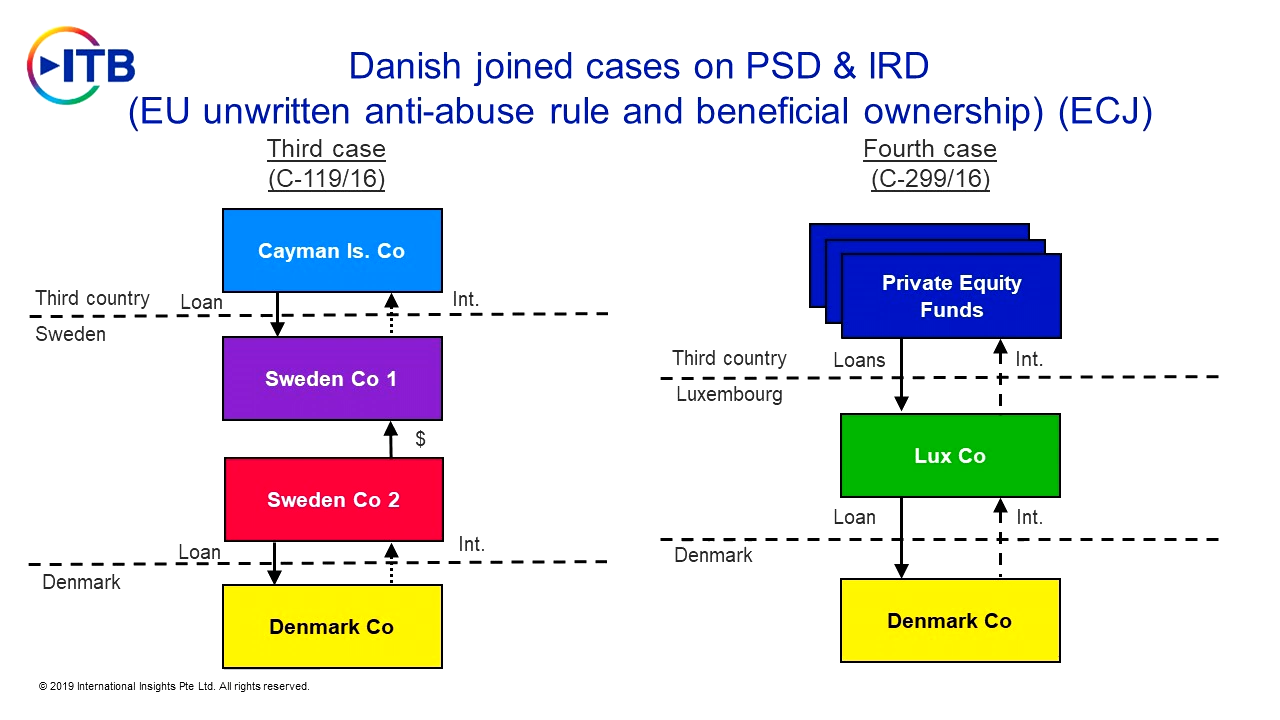 ITB
Danish joined cases on PSD & IRD
(EU unwritten anti-abuse rule and beneficial ownership) (ECJ)
Third case
(C-119/16)
Cayman Is. Co
Third country
Loan
Int.
Sweden
Sweden Co 1
$
Sweden Co 2
Loan
Int.
Denmark
Denmark Co
Fourth case
(C-299/16)
Private Equity
Funds
Third country
Loans
Int.
Luxembourg
Lux Co
Loan
Int.
Denmark
Denmark Co
© 2019 International Insights Pte Ltd. All rights reserved.